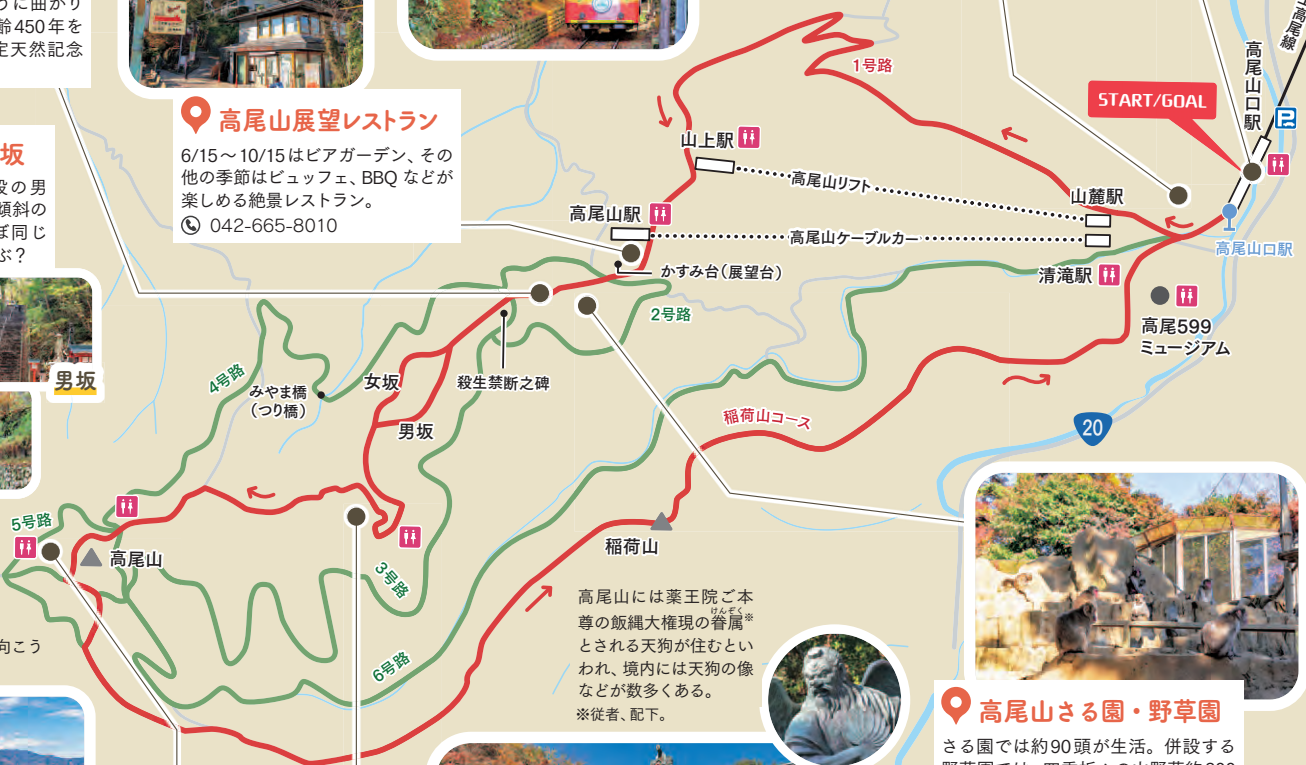 うに曲がり
齢450年を
定天然記念
高尾山展望レストラン
6/15～10/15はビアガーデン、その
他の季節はビュッフェ、BBQ などが
楽しめる絶景レストラン。
042-665-8010
坂
段の男
傾斜の
ぼ同じ
ぶ？
男坂
1号路
山上駅
高尾山リフト
山麓駅
高尾山駅
高尾山ケーブルカー
かすみ台（展望台）
清滝駅
START/GOAL
高尾山口駅
高尾線
P
高尾山口駅
高尾599
ミュージアム
2号路
4号路
みやま橋
（つり橋）
女坂
殺生禁断之碑
男坂
稲荷山コース
20
5号路
高尾山
3号路
稲荷山
6号路
向こう
高尾山には薬王院ご本
尊の飯縄大権現の眷属※
けんぞく
とされる天狗が住むとい
われ、境内には天狗の像
などが数多くある。
※従者、配下。
高尾山さる園・野草園
さる園では約90頭が生活。併設する